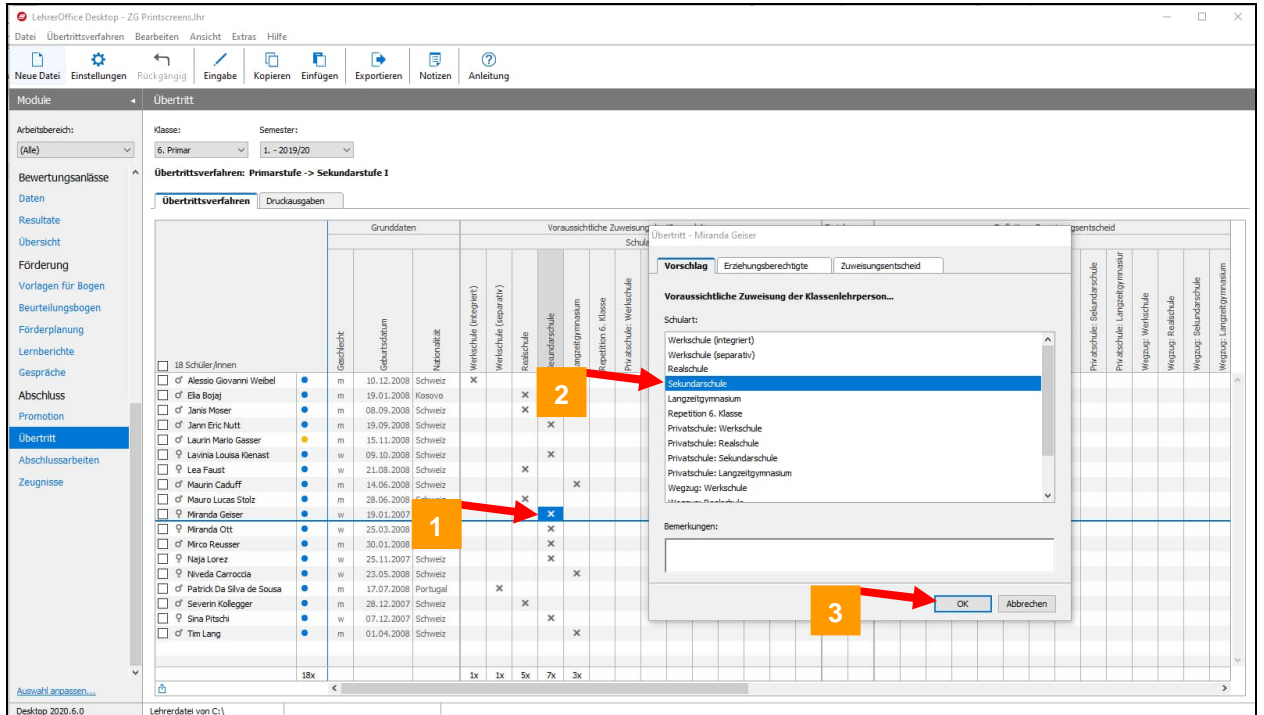 LehrerOffice Desktop - ZG Printscreens.lhr
Datei Übertrittsverfahren Bearbeiten Ansicht Extras Hilfe
Neue Datei Einstellungen Rückgängig Eingabe Kopieren Einfügen Exportieren Notizen Anleitung
Module Übertritt
Arbeitsbereich: Klasse: Semester:
(Alle) 6. Primar 1. - 2019/20
Übertrittsverfahren: Primarstufe -> Sekundarstufe I
Bewertungsanlässe
Daten
Resultate
Übersicht
Förderung
Vorlagen für Bogen
Beurteilungsbogen
Förderplanung
Lernberichte
Gespräche
Abschluss
Promotion
Übertritt
Abschlussarbeiten
Zeugnisse
Auswahl anpassen...
Übertrittsverfahren Druckausgaben
Grunddaten Voraussichtliche Zuweisung
Schula
18 Schüler/innen
Geschlecht
Geburtsdatum
Nationalität
Werkschule (integriert)
Werkschule (separativ)
Realschule
Sekundarschule
Langzeitgymnasium
Repetition 6. Klasse
Privatschule: Werkschule
Privatschule: Sekundarschule
Privatschule: Langzeitgymnasiur
Wegzug: Werkschule
Wegzug: Realschule
Wegzug: Sekundarschule
Wegzug: Langzeitgymnasium
♂ Alessio Giovanni Weibel m 10.12.2008 Schweiz ×
♂ Elia Bojaj m 19.01.2008 Kosovo ×
♂ Janis Moser m 08.09.2008 Schweiz ×
♂ Jann Eric Nutt m 19.09.2008 Schweiz ×
♂ Laurin Mario Gasser m 15.11.2008 Schweiz
♀ Lavinia Louisa Kienast w 09.10.2008 Schweiz ×
♀ Lea Faust w 21.08.2008 Schweiz ×
♂ Maurin Caduff m 14.06.2008 Schweiz ×
♂ Mauro Lucas Stolz m 28.06.2008 Schweiz ×
♀ Miranda Geiser w 19.01.2007 ×
♀ Miranda Ott w 25.03.2008 ×
♂ Mirco Reusser m 30.01.2008 ×
♀ Naja Lorez w 25.11.2007 Schweiz ×
♀ Niveda Carroccia w 23.05.2008 Schweiz ×
♂ Patrick Da Silva de Sousa m 17.07.2008 Portugal ×
♂ Severin Kollegger m 28.12.2007 Schweiz ×
♀ Sina Pitschi w 07.12.2007 Schweiz ×
♂ Tim Lang m 01.04.2008 Schweiz ×
18x 1x 1x 5x 7x 3x
1
2
3
Übertritt - Miranda Geiser
Vorschlag Erziehungsberechtigte Zuweisungsentscheid
Voraussichtliche Zuweisung der Klassenlehrperson...
Schulart:
Werkschule (integriert)
Werkschule (separativ)
Realschule
Sekundarschule
Langzeitgymnasium
Repetition 6. Klasse
Privatschule: Werkschule
Privatschule: Realschule
Privatschule: Sekundarschule
Privatschule: Langzeitgymnasium
Wegzug: Werkschule
Wegzug: Realschule
Bemerkungen:
OK Abbrechen
Desktop 2020.6.0 Lehrerdatei von C:\